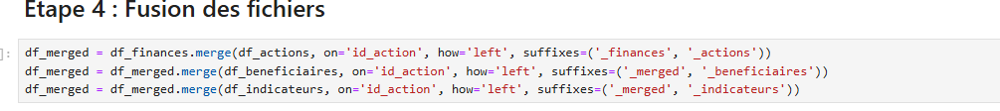 Etape 4 : Fusion des fichiers
]:
df_merged = df_finances.merge(df_actions, on='id_action', how='left', suffixes=('_finances', '_actions'))
df_merged = df_merged.merge(df_beneficiaires, on='id_action', how='left', suffixes=('_merged', '_beneficiaires'))
df_merged = df_merged.merge(df_indicateurs, on='id_action', how='left', suffixes=('_merged', '_indicateurs'))